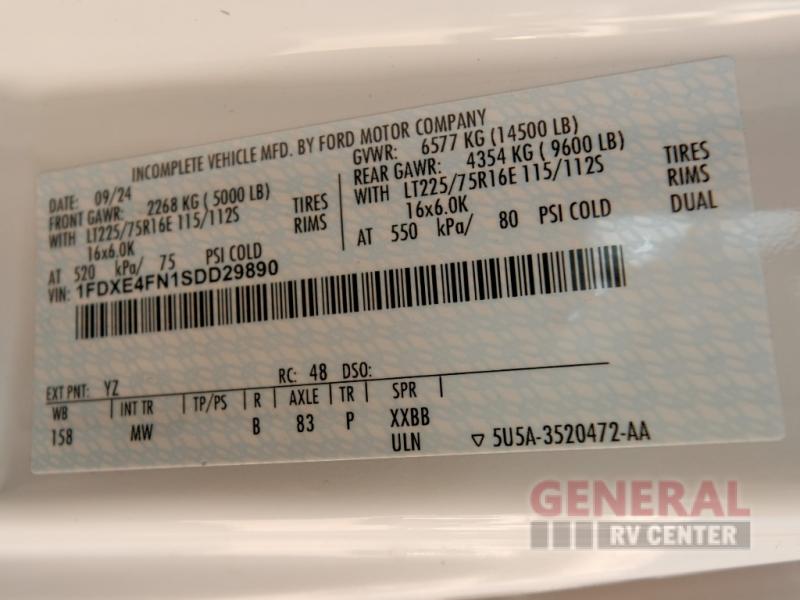 INCOMPLETE VEHICLE MFD. BY FORD MOTOR COMPANY
DATE: 09/24
GVWR: 6577 KG (14500 LB)
FRONT GAWR: 2268 KG (5000 LB)
REAR GAWR: 4354 KG ( 9600 LB)
WITH LT225/75R16E 115/112S TIRES
WITH LT225/75R16E 115/112S TIRES
16x6.0K RIMS
16x6.0K RIMS
AT 520 kPa/ 75 PSI COLD
AT 550 kPa/ 80 PSI COLD DUAL
VIN: 1FDXE4FN1SDD29890
EXT PNT: YZ RC: 48 DSO:
WB INT TR TP/PS R AXLE TR SPR
158 MW B 83 P XXBB
ULN 5U5A-3520472-AA
GENERAL
RV CENTER